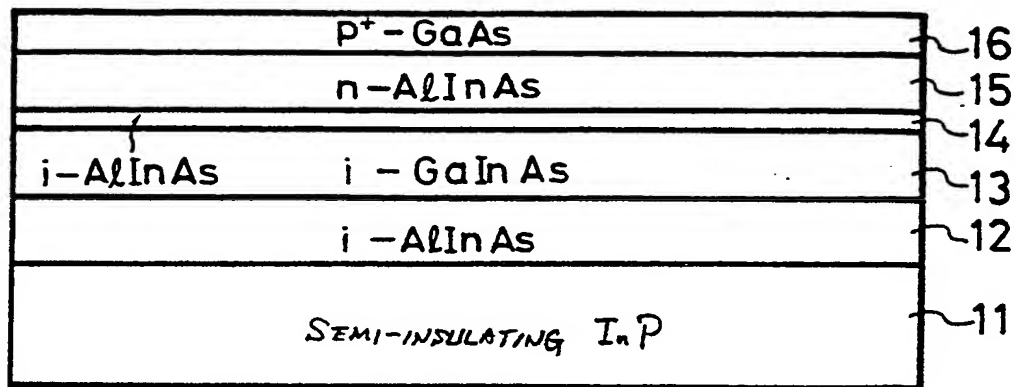 p⁺-GaAs 16
n-AℓInAs 15
14
i-AℓInAs i-GaInAs 13
i-AℓInAs 12
SEMI-INSULATING InP 11